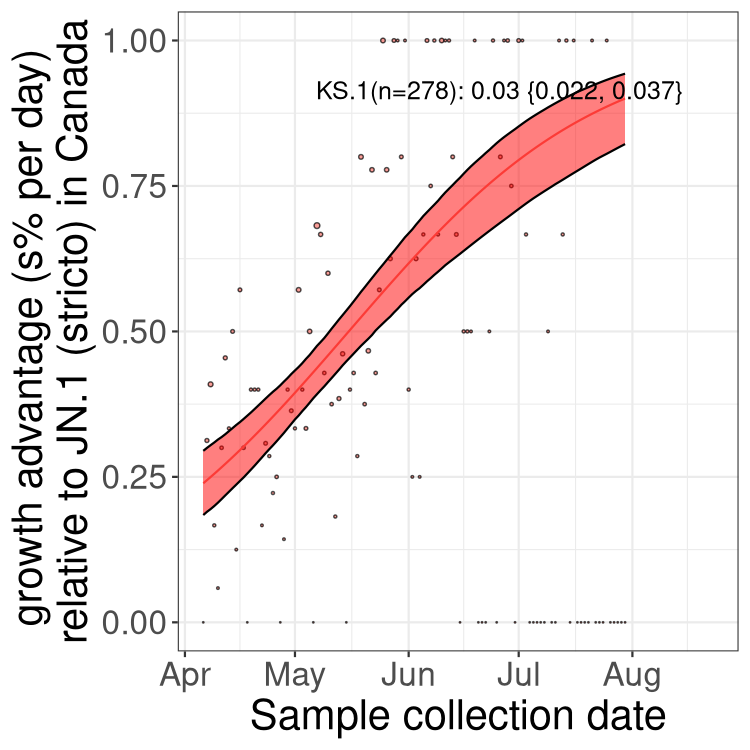 growth advantage (s% per day)
relative to JN.1 (stricto) in Canada
1.00
0.75
0.50
0.25
0.00
KS.1(n=278): 0.03 {0.022, 0.037}
Apr May Jun Jul Aug
Sample collection date